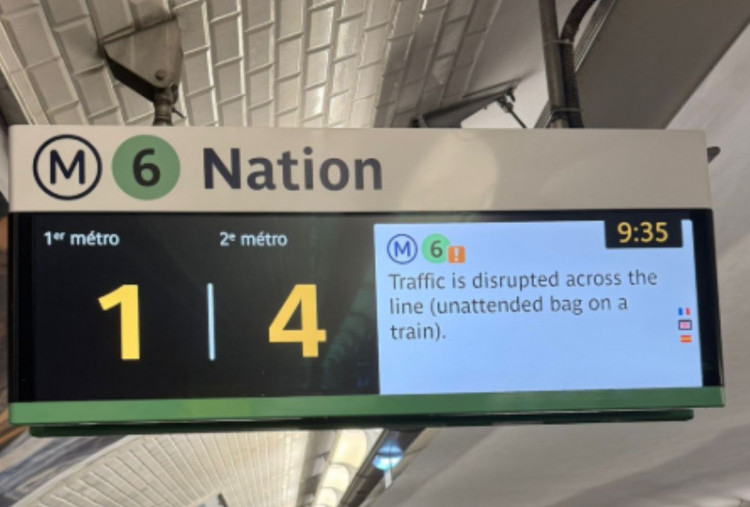 M 6 Nation
1er métro 2e métro
1 4
9:35
M 6 !
Traffic is disrupted across the
line (unattended bag on a
train).